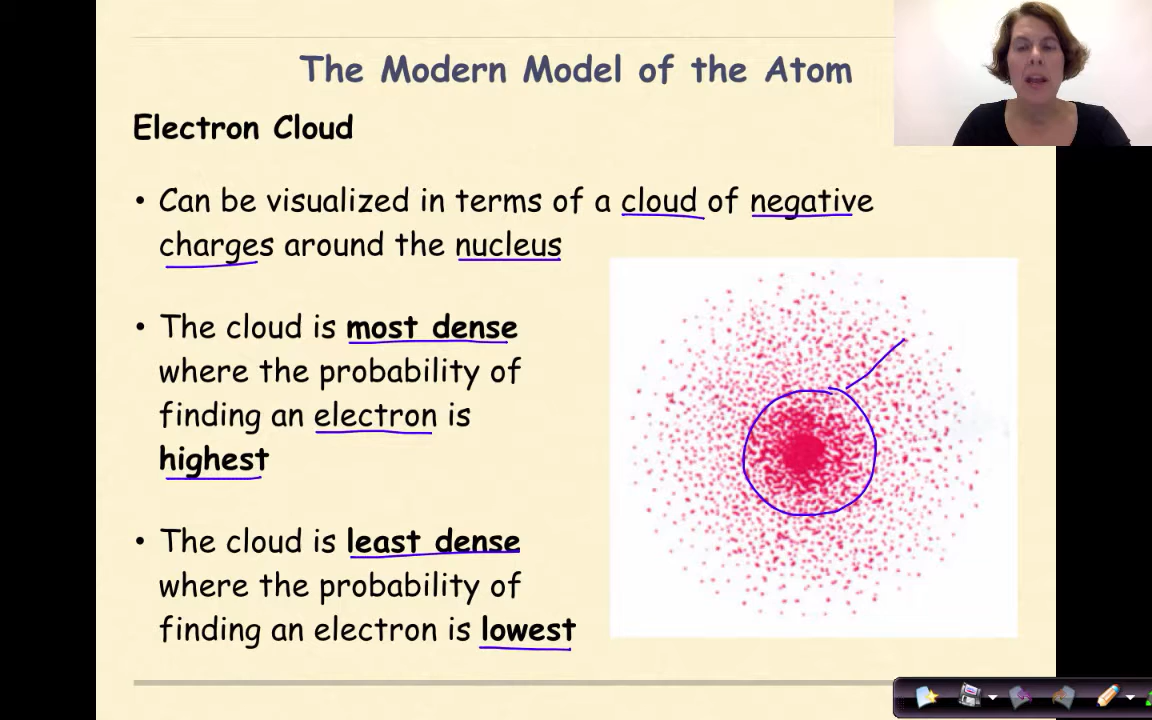 The Modern Model of the Atom
Electron Cloud
• Can be visualized in terms of a cloud of negative
charges around the nucleus
• The cloud is most dense
where the probability of
finding an electron is
highest
• The cloud is least dense
where the probability of
finding an electron is lowest